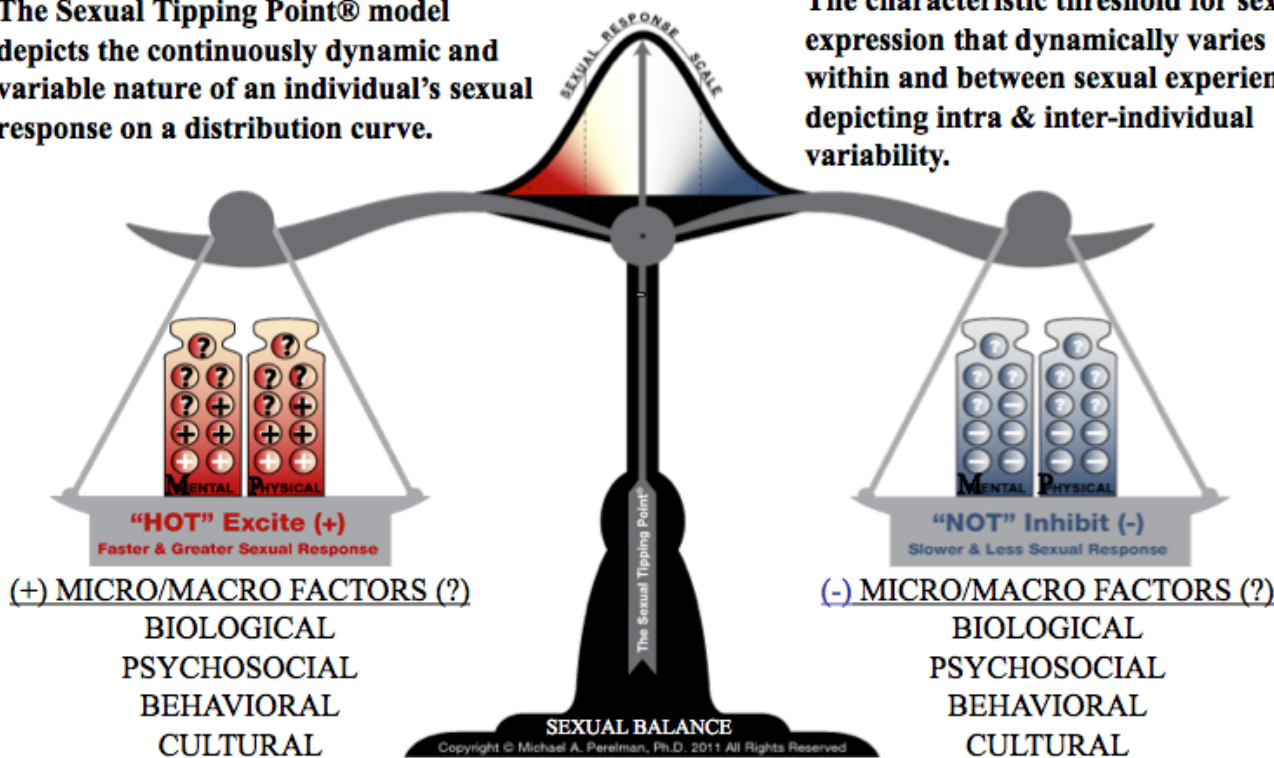 The Sexual Tipping Point® model
depicts the continuously dynamic and
variable nature of an individual’s sexual
response on a distribution curve.
SEXUAL RESPONSE SCALE
The characteristic threshold for sex
expression that dynamically varies
within and between sexual experien
depicting intra & inter-individual
variability.
? ? ? ? + + + + +
? ? ? ? + + + + +
MENTAL PHYSICAL
“HOT” Excite (+)
Faster & Greater Sexual Response
(+) MICRO/MACRO FACTORS (?)
BIOLOGICAL
PSYCHOSOCIAL
BEHAVIORAL
CULTURAL
The Sexual Tipping Point®
SEXUAL BALANCE
Copyright © Michael A. Perelman, Ph.D. 2011 All Rights Reserved
? ? ? ? − − − − −
? ? ? ? ? − − − −
MENTAL PHYSICAL
“NOT” Inhibit (-)
Slower & Less Sexual Response
(-) MICRO/MACRO FACTORS (?)
BIOLOGICAL
PSYCHOSOCIAL
BEHAVIORAL
CULTURAL